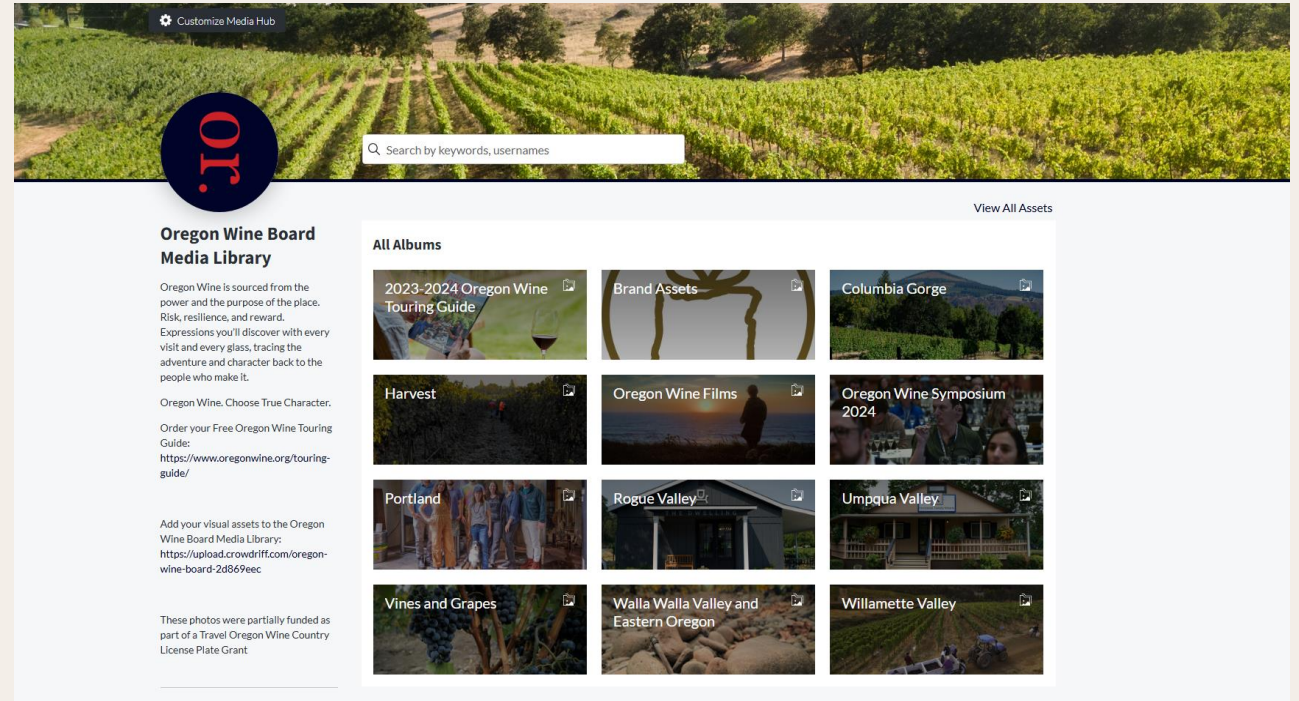 Customize Media Hub
or.
Search by keywords, usernames
View All Assets
Oregon Wine Board
Media Library
Oregon Wine is sourced from the
power and the purpose of the place.
Risk, resilience, and reward.
Expressions you'll discover with every
visit and every glass, tracing the
adventure and character back to the
people who make it.
Oregon Wine. Choose True Character.
Order your Free Oregon Wine Touring
Guide:
https://www.oregonwine.org/touring-
guide/
Add your visual assets to the Oregon
Wine Board Media Library:
https://upload.crowdriff.com/oregon-
wine-board-2d869eec
These photos were partially funded as
part of a Travel Oregon Wine Country
License Plate Grant
All Albums
2023-2024 Oregon Wine
Touring Guide
Brand Assets
Columbia Gorge
Harvest
Oregon Wine Films
Oregon Wine Symposium
2024
Portland
Rogue Valley
THE DWELLING
Umpqua Valley
Vines and Grapes
Walla Walla Valley and
Eastern Oregon
Willamette Valley